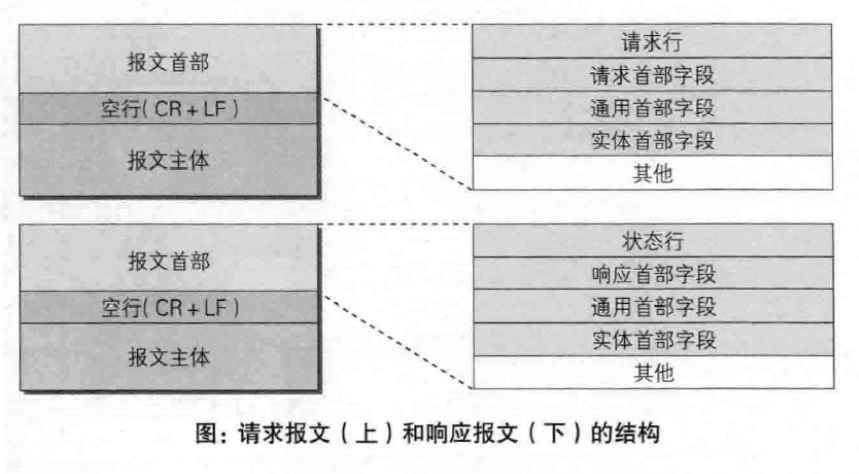 报文首部
空行( CR + LF )
报文主体
请求行
请求首部字段
通用首部字段
实体首部字段
其他
报文首部
空行( CR + LF )
报文主体
状态行
响应首部字段
通用首部字段
实体首部字段
其他
图：请求报文（上）和响应报文（下）的结构